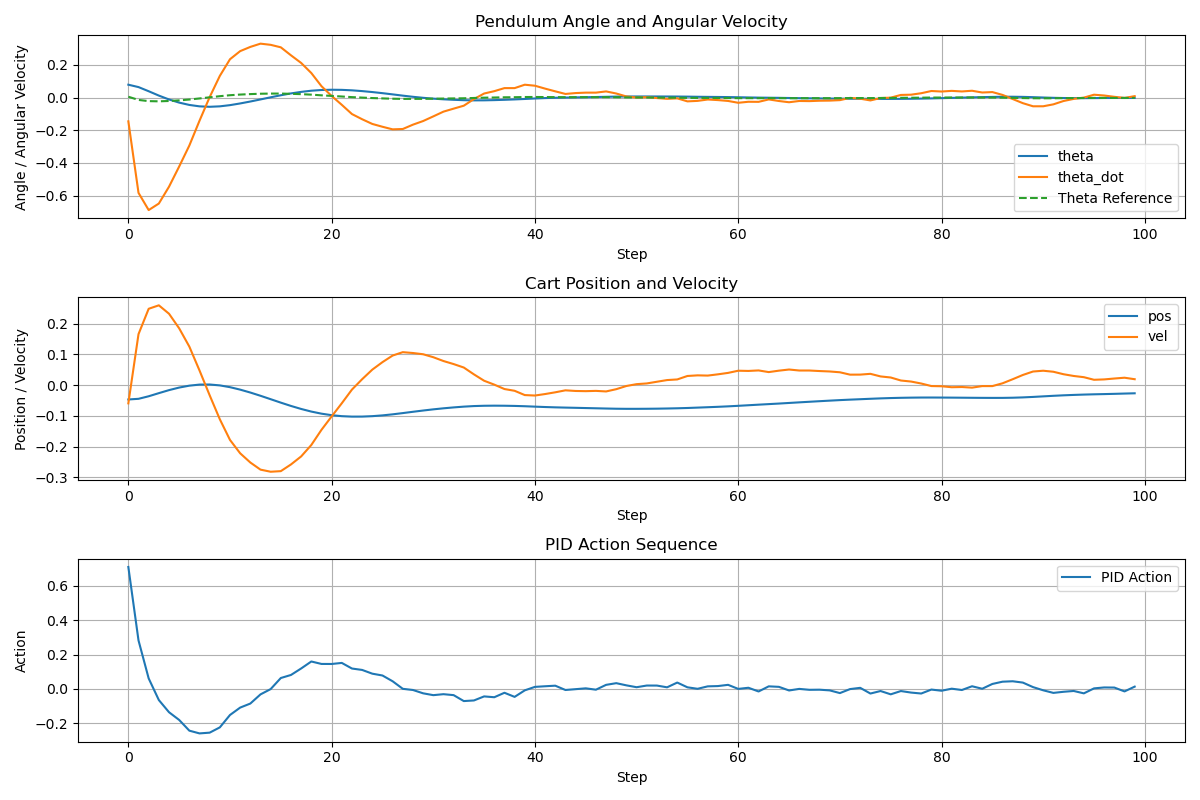 Pendulum Angle and Angular Velocity
Angle / Angular Velocity
0.2
0.0
−0.2
−0.4
−0.6
theta
theta_dot
Theta Reference
0 20 40 60 80 100
Step
Cart Position and Velocity
Position / Velocity
0.2
0.1
0.0
−0.1
−0.2
−0.3
pos
vel
0 20 40 60 80 100
Step
PID Action Sequence
Action
0.6
0.4
0.2
0.0
−0.2
PID Action
0 20 40 60 80 100
Step